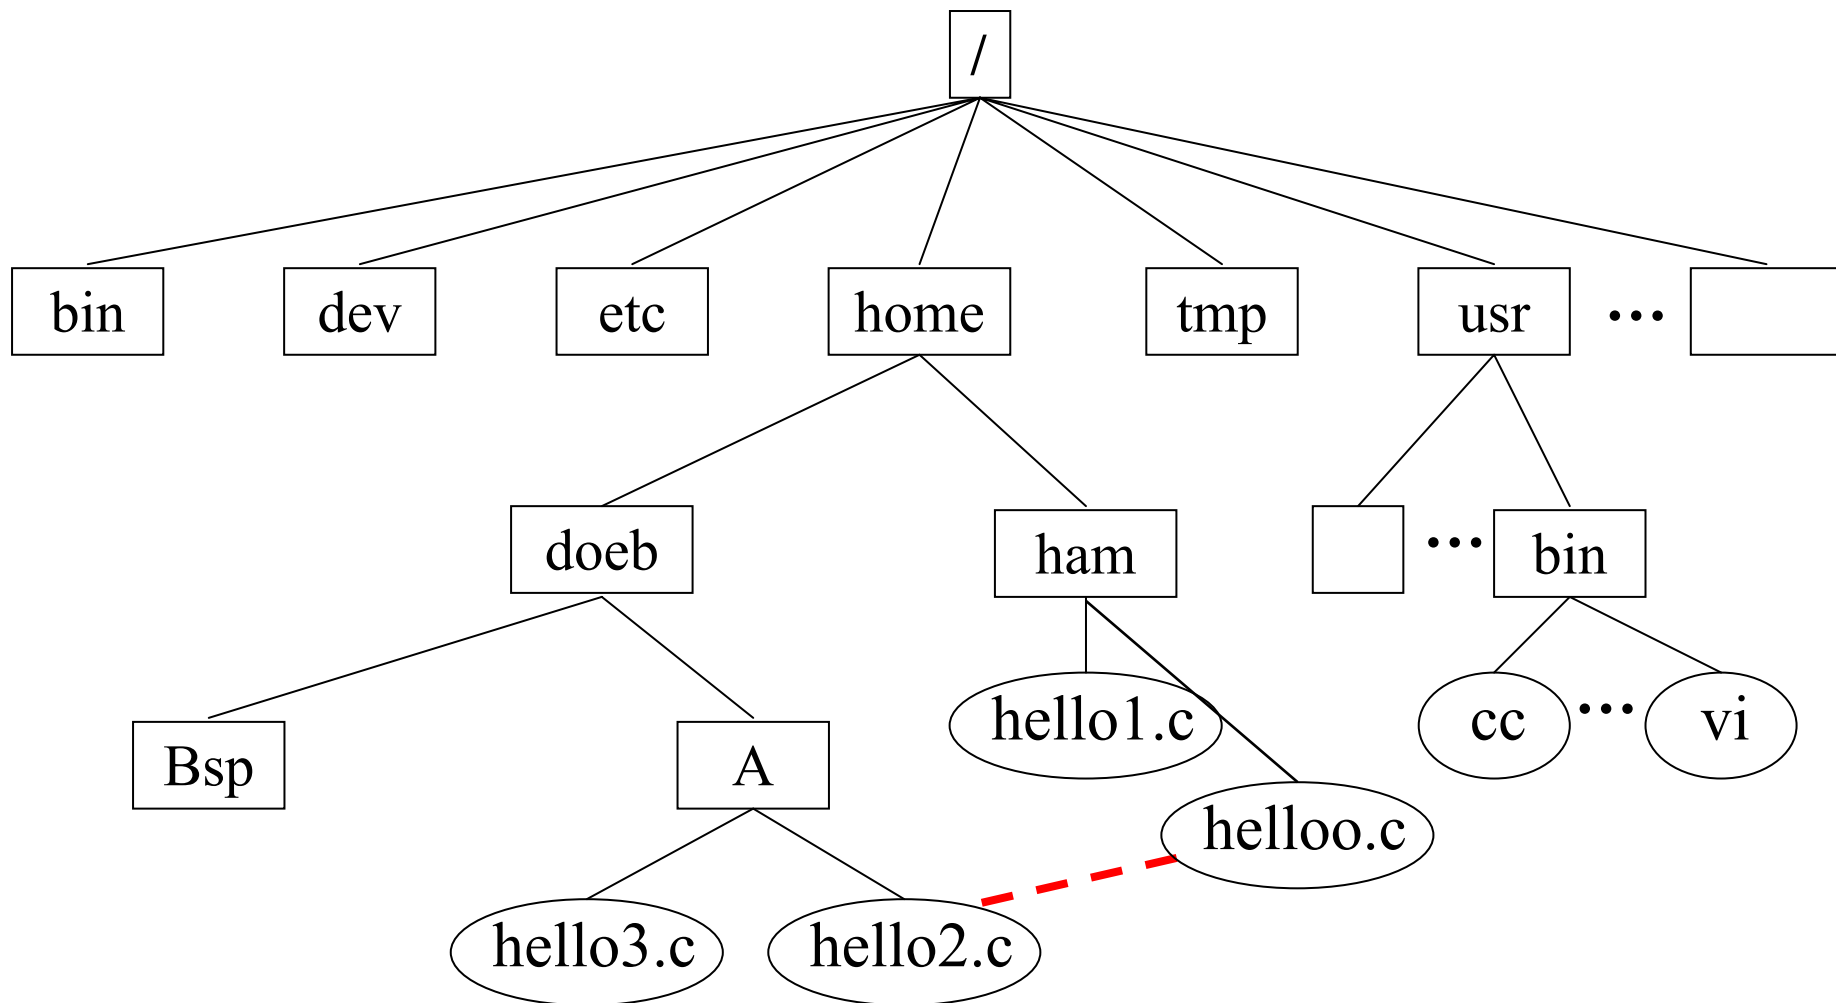 /
bin dev etc home tmp usr ...
doeb ham ... bin
hello1.c cc ... vi
Bsp A
helloo.c
hello3.c hello2.c